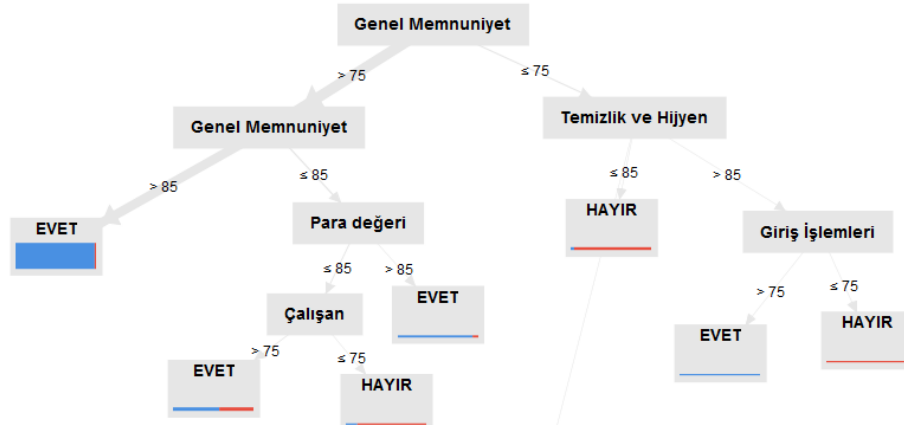 Genel Memnuniyet
> 75
≤ 75
Genel Memnuniyet
Temizlik ve Hijyen
> 85
≤ 85
≤ 85
> 85
EVET
Para değeri
HAYIR
Giriş İşlemleri
≤ 85
> 85
> 75
≤ 75
Çalışan
EVET
EVET
HAYIR
> 75
≤ 75
EVET
HAYIR